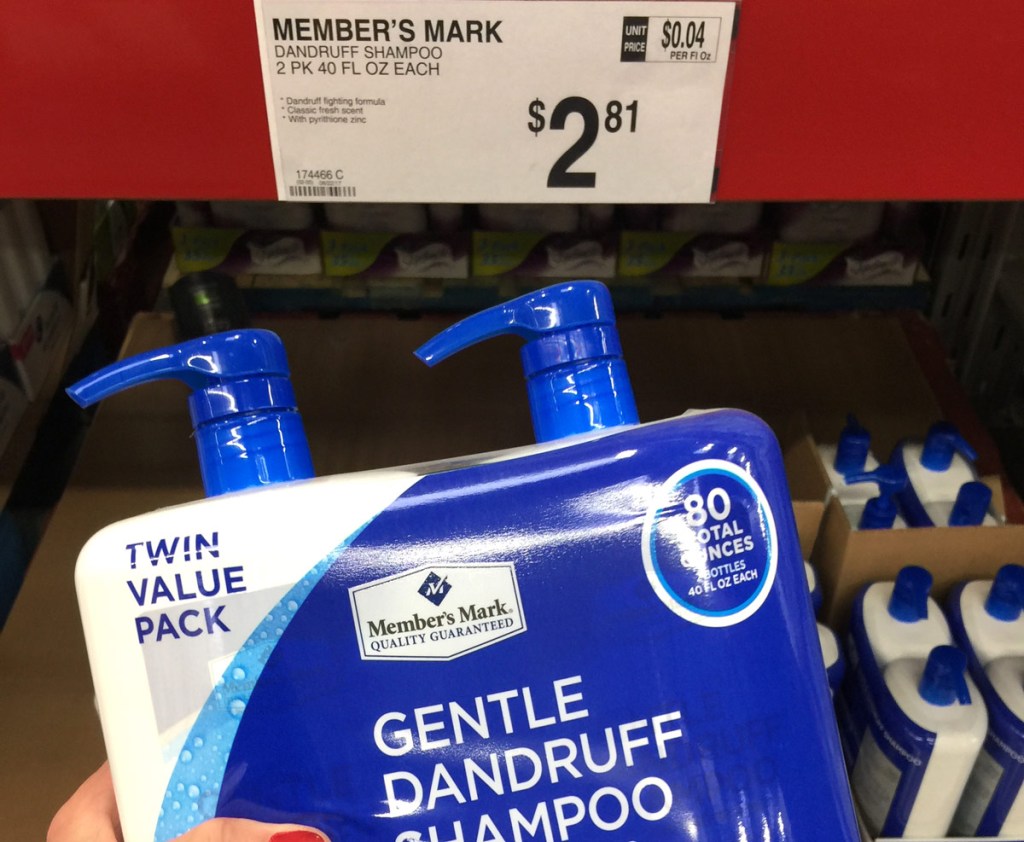 MEMBER'S MARK
DANDRUFF SHAMPOO
2 PK 40 FL OZ EACH
UNIT
PRICE
$0.04
PER Fl Oz
* Dandruff fighting formula
* Classic fresh scent
* With pyrithione zinc
$2 81
174466 C
TWIN
VALUE
PACK
Member's Mark.
QUALITY GUARANTEED
80
TOTAL
OUNCES
2 BOTTLES
40 FL OZ EACH
GENTLE
DANDRUFF
SHAMPOO